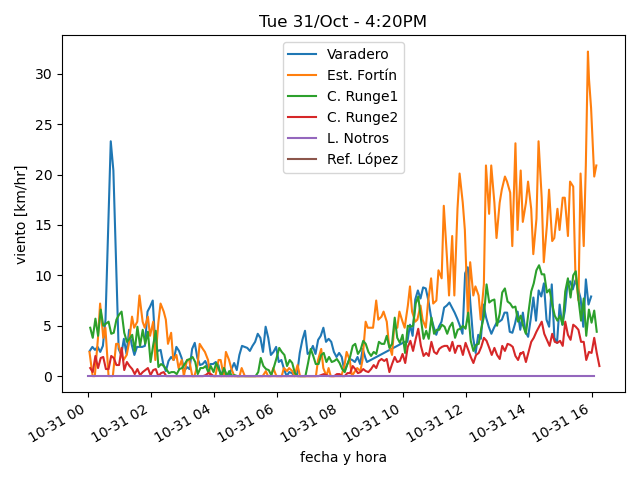 Tue 31/Oct - 4:20PM
Varadero
Est. Fortín
C. Runge1
C. Runge2
L. Notros
Ref. López
viento [km/hr]
30
25
20
15
10
5
0
10-31 00
10-31 02
10-31 04
10-31 06
10-31 08
10-31 10
10-31 12
10-31 14
10-31 16
fecha y hora